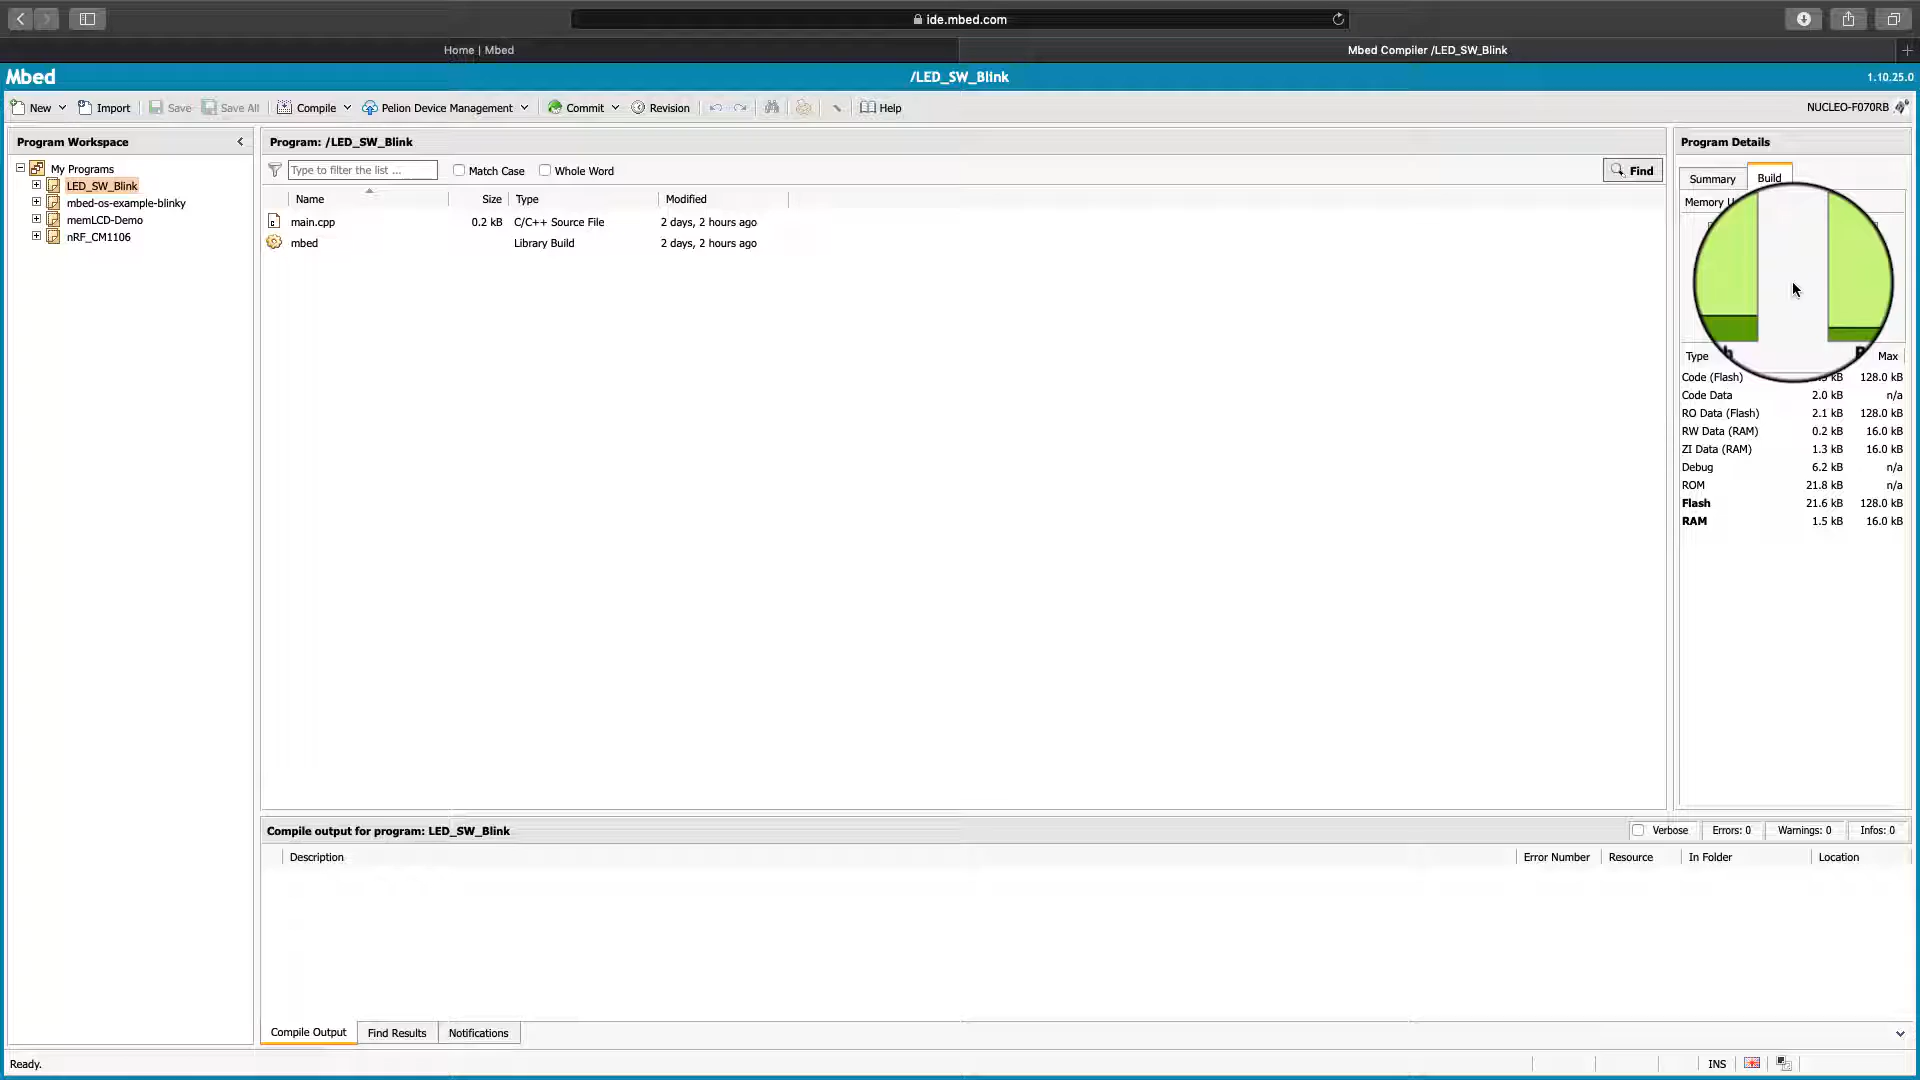 ide.mbed.com
Home | Mbed
Mbed Compiler /LED_SW_Blink
Mbed
/LED_SW_Blink
1.10.25.0
New
Import
Save
Save All
Compile
Pelion Device Management
Commit
Revision
Help
NUCLEO-F070RB
Program Workspace
My Programs
LED_SW_Blink
mbed-os-example-blinky
memLCD-Demo
nRF_CM1106
Program: /LED_SW_Blink
Type to filter the list ...
Match Case
Whole Word
Find
Name Size Type Modified
main.cpp 0.2 kB C/C++ Source File 2 days, 2 hours ago
mbed Library Build 2 days, 2 hours ago
Program Details
Summary
Build
Memory
Type Max
Code (Flash) kB 128.0 kB
Code Data 2.0 kB n/a
RO Data (Flash) 2.1 kB 128.0 kB
RW Data (RAM) 0.2 kB 16.0 kB
ZI Data (RAM) 1.3 kB 16.0 kB
Debug 6.2 kB n/a
ROM 21.8 kB n/a
Flash 21.6 kB 128.0 kB
RAM 1.5 kB 16.0 kB
Compile output for program: LED_SW_Blink
Verbose
Errors: 0
Warnings: 0
Infos: 0
Description Error Number Resource In Folder Location
Compile Output
Find Results
Notifications
Ready.
INS